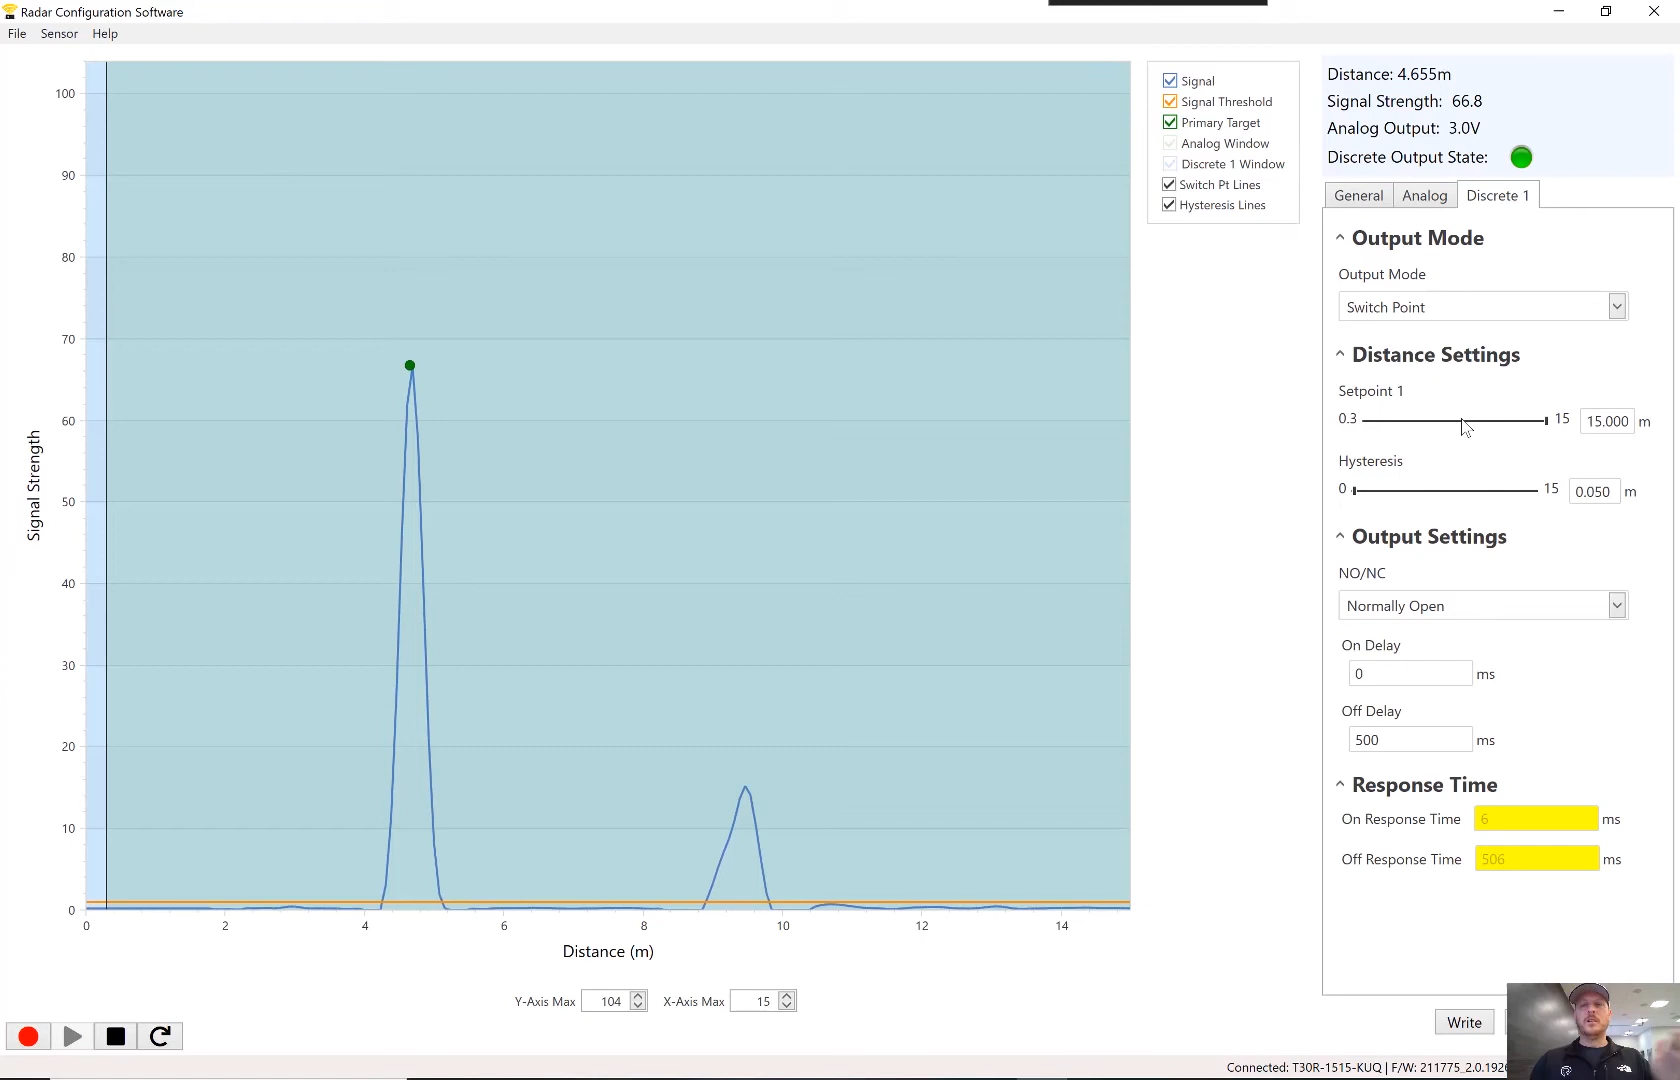 Radar Configuration Software
File Sensor Help
100
90
80
70
60
50
40
30
20
10
0
Signal Strength
0 2 4 6 8 10 12 14
Distance (m)
Y-Axis Max 104 X-Axis Max 15
Signal
Signal Threshold
Primary Target
Analog Window
Discrete 1 Window
Switch Pt Lines
Hysteresis Lines
Distance: 4.655m
Signal Strength: 66.8
Analog Output: 3.0V
Discrete Output State:
General Analog Discrete 1
Output Mode
Output Mode
Switch Point
Distance Settings
Setpoint 1
0.3 15 15.000 m
Hysteresis
0 15 0.050 m
Output Settings
NO/NC
Normally Open
On Delay
0 ms
Off Delay
500 ms
Response Time
On Response Time 6 ms
Off Response Time 506 ms
Write
Connected: T30R-1515-KUQ | F/W: 211775_2.0.192